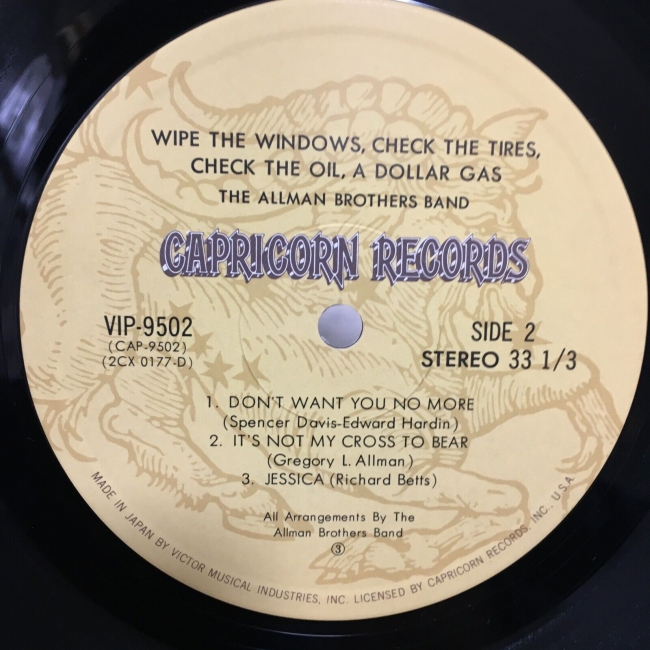 WIPE THE WINDOWS, CHECK THE TIRES,
CHECK THE OIL, A DOLLAR GAS
THE ALLMAN BROTHERS BAND
CAPRICORN RECORDS
VIP-9502
(CAP-9502)
(2CX 0177-D)
SIDE 2
STEREO 33 1/3
1. DON'T WANT YOU NO MORE
(Spencer Davis-Edward Hardin)
2. IT'S NOT MY CROSS TO BEAR
(Gregory L. Allman)
3. JESSICA (Richard Betts)
All Arrangements By The
Allman Brothers Band
③
MADE IN JAPAN BY VICTOR MUSICAL INDUSTRIES, INC. LICENSED BY CAPRICORN RECORDS, INC., U.S.A.